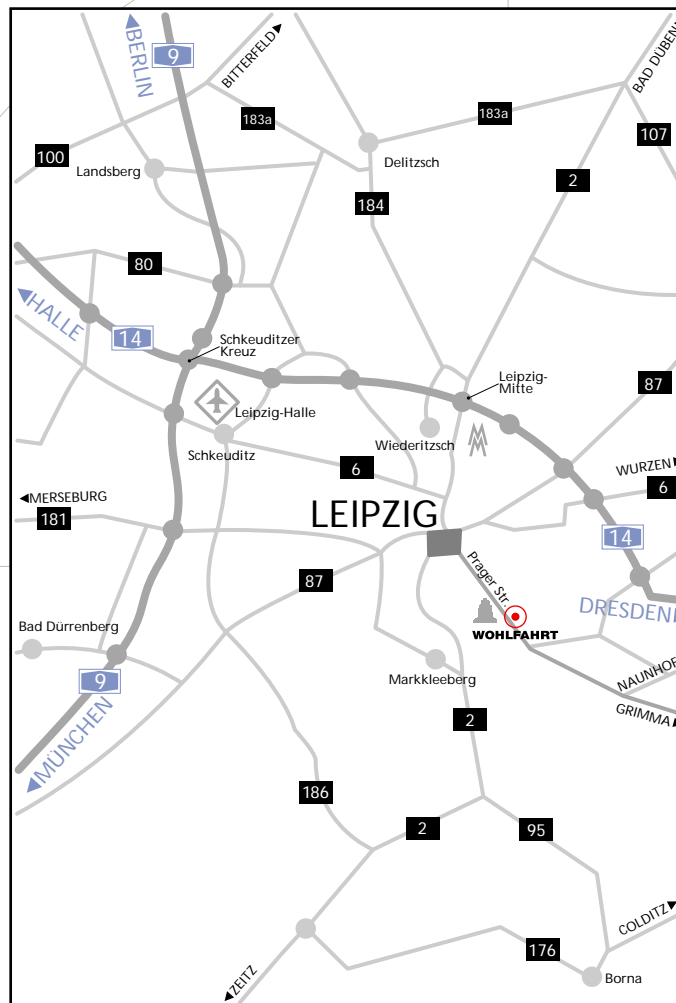 BERLIN
9
BITTERFELD
BAD DÜBEN
183a
183a
107
100
Landsberg
Delitzsch
2
184
80
HALLE
14
Schkeuditzer
Kreuz
Leipzig-
Mitte
87
Leipzig-Halle
Wiederitzsch
Schkeuditz
6
WURZEN
6
MERSEBURG
181
LEIPZIG
14
Prager Str.
87
DRESDEN
WOHLFAHRT
Bad Dürrenberg
Markkleeberg
NAUNHOF
9
GRIMMA
2
MÜNCHEN
186
2
95
COLDITZ
176
ZEITZ
Borna